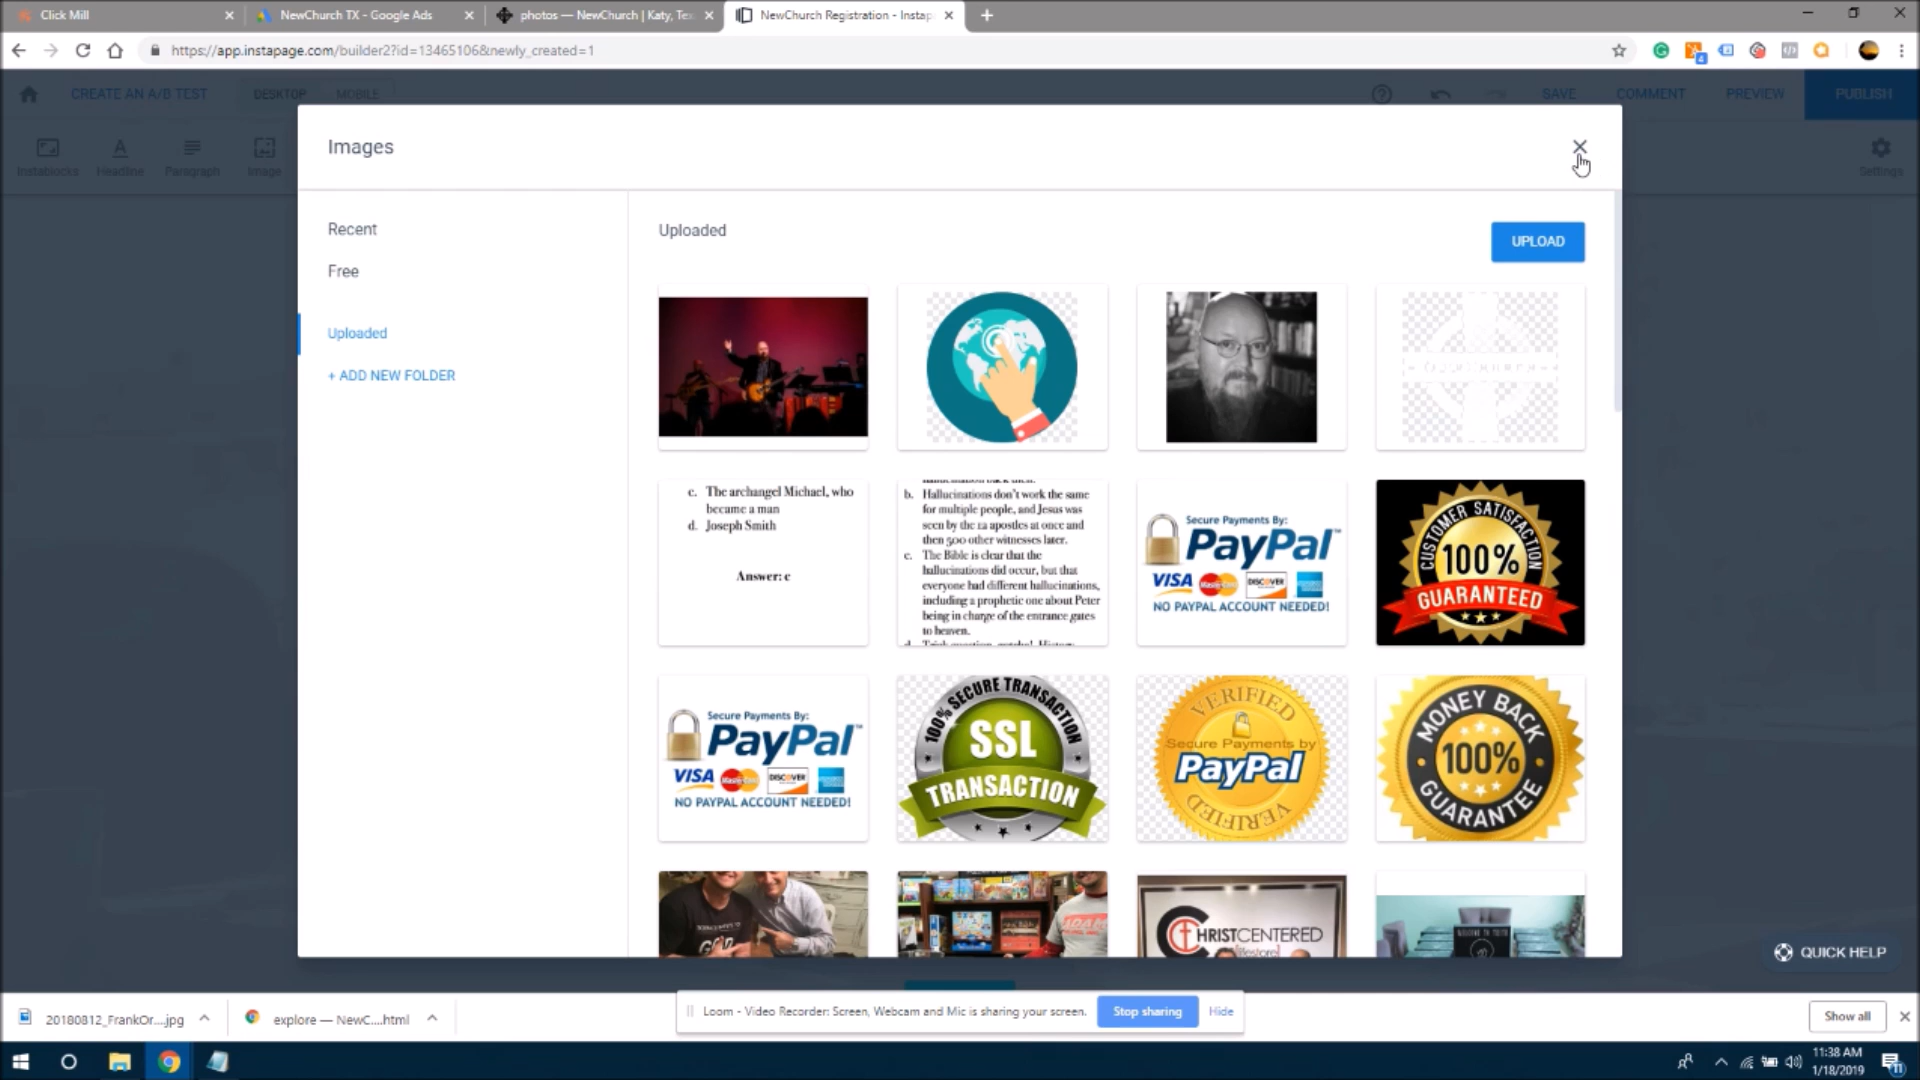 Click Mill
NewChurch TX - Google Ads
photos — NewChurch | Katy, Tex
NewChurch Registration - Instap
https://app.instapage.com/builder2?id=13465106&newly_created=1
4
CREATE AN A/B TEST
DESKTOP
MOBILE
SAVE
COMMENT
PREVIEW
PUBLISH
Instablocks
Headline
Paragraph
Image
Settings
Images
Recent
Free
Uploaded
+ ADD NEW FOLDER
Uploaded
UPLOAD
c. The archangel Michael, who
became a man
d. Joseph Smith
Answer: c
b. Hallucinations don't work the same
for multiple people, and Jesus was
seen by the 12 apostles at once and
then 500 other witnesses later.
c. The Bible is clear that the
hallucinations did occur, but that
everyone had different hallucinations,
including a prophetic one about Peter
being in charge of the entrance gates
to heaven.
Secure Payments By:
PayPal
VISA MasterCard DISCOVER
NO PAYPAL ACCOUNT NEEDED!
CUSTOMER SATISFACTION
100%
GUARANTEED
Secure Payments By:
PayPal
VISA MasterCard DISCOVER
NO PAYPAL ACCOUNT NEEDED!
100% SECURE TRANSACTION
SSL
TRANSACTION
VERIFIED
Secure Payments by
PayPal
VERIFIED
MONEY BACK
100%
GUARANTEE
CHRISTCENTERED
QUICK HELP
20180812_FrankOr....jpg
explore — NewC....html
Loom - Video Recorder: Screen, Webcam and Mic is sharing your screen.
Stop sharing
Hide
Show all
11:38 AM
1/18/2019
11